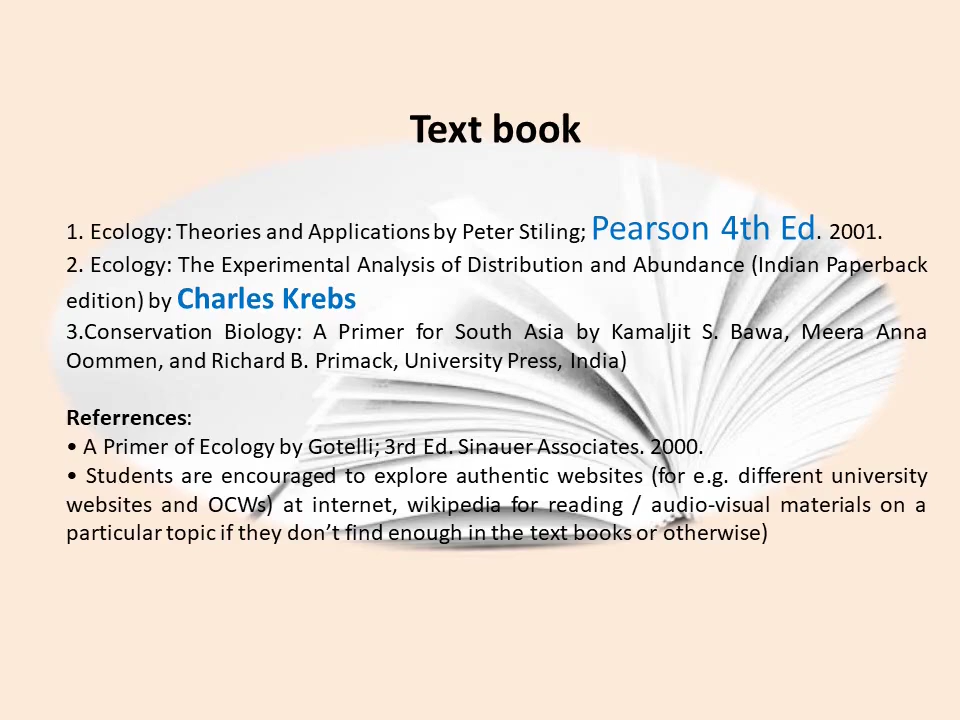 Text book
1. Ecology: Theories and Applications by Peter Stiling; Pearson 4th Ed. 2001.
2. Ecology: The Experimental Analysis of Distribution and Abundance (Indian Paperback
edition) by Charles Krebs
3.Conservation Biology: A Primer for South Asia by Kamaljit S. Bawa, Meera Anna
Oommen, and Richard B. Primack, University Press, India)
Referrences:
• A Primer of Ecology by Gotelli; 3rd Ed. Sinauer Associates. 2000.
• Students are encouraged to explore authentic websites (for e.g. different university
websites and OCWs) at internet, wikipedia for reading / audio-visual materials on a
particular topic if they don’t find enough in the text books or otherwise)